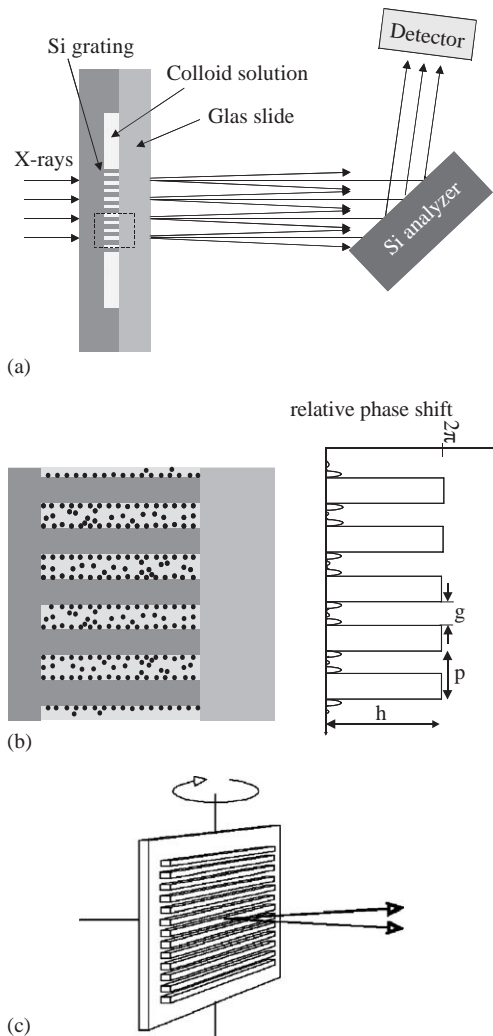 Si grating
Detector
Colloid solution
Glas slide
X-rays
Si analyzer
(a)
relative phase shift
2π
g
p
h
(b)
(c)